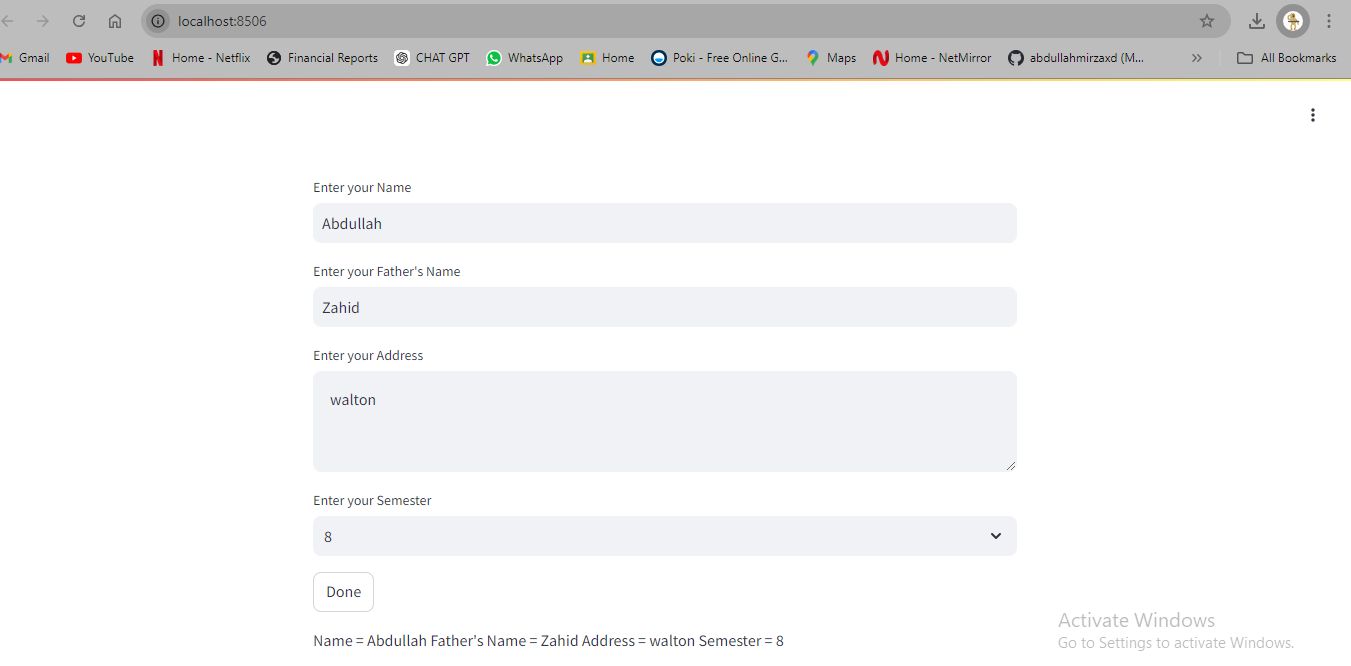 localhost:8506
Gmail YouTube Home - Netflix Financial Reports CHAT GPT WhatsApp Home Poki - Free Online G... Maps Home - NetMirror abdullahmirzaxd (M... » All Bookmarks
Enter your Name
Abdullah
Enter your Father's Name
Zahid
Enter your Address
walton
Enter your Semester
8
Done
Name = Abdullah Father's Name = Zahid Address = walton Semester = 8
Activate Windows
Go to Settings to activate Windows.